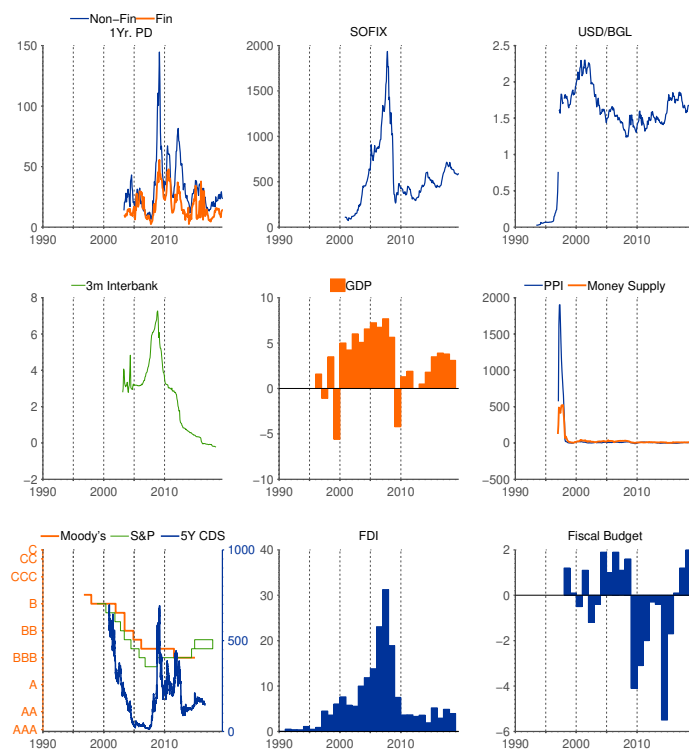 Non-Fin Fin
1Yr. PD
150
100
50
0
1990 2000 2010
SOFIX
2000
1500
1000
500
0
1990 2000 2010
USD/BGL
2.5
2
1.5
1
0.5
0
1990 2000 2010
3m Interbank
8
6
4
2
0
-2
1990 2000 2010
GDP
10
5
0
-5
-10
1990 2000 2010
PPI Money Supply
2000
1500
1000
500
0
-500
1990 2000 2010
Moody's S&P 5Y CDS
C
CC
CCC
B
BB
BBB
A
AA
AAA
1000
500
0
1990 2000 2010
FDI
40
30
20
10
0
1990 2000 2010
Fiscal Budget
2
0
-2
-4
-6
1990 2000 2010